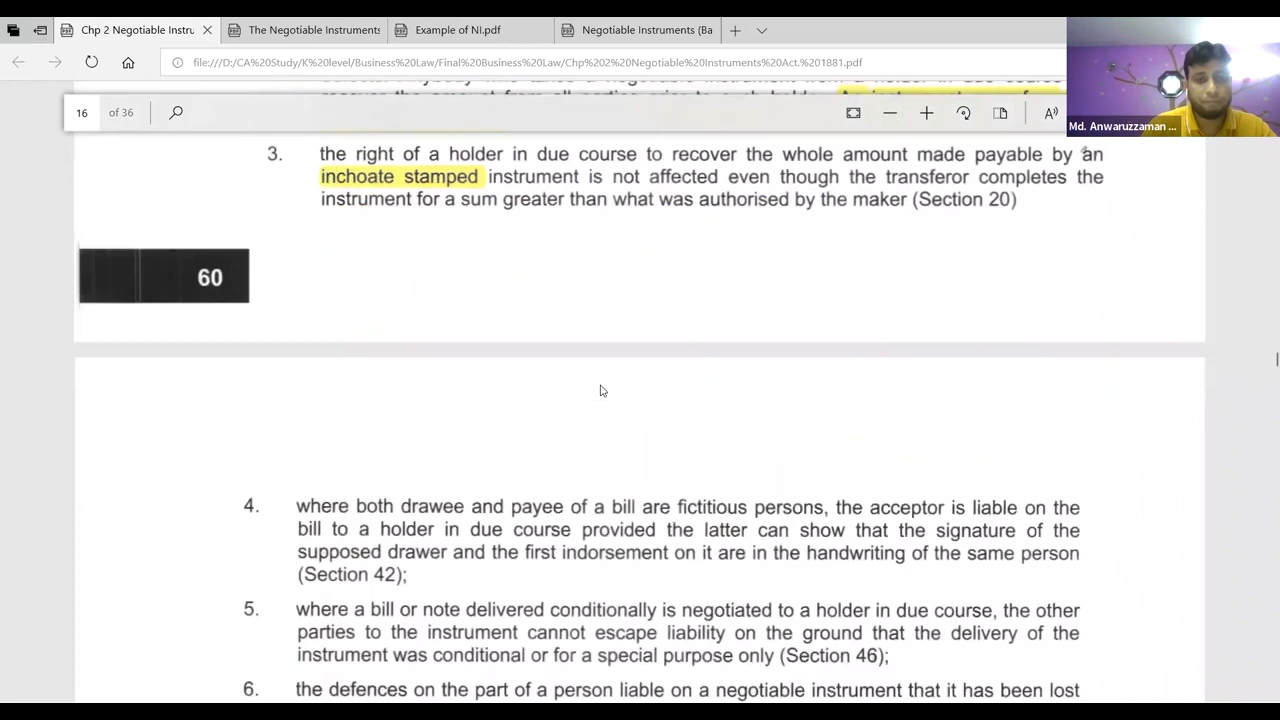 Chp 2 Negotiable Instru
The Negotiable Instruments
Example of NI.pdf
Negotiable Instruments (Ba
file:///D:/CA%20Study/K%20level/Business%20Law/Final%20Business%20Law/Chp%202%20Negotiable%20Instruments%20Act.%201881.pdf
16 of 36
Md. Anwaruzzaman ...
3. the right of a holder in due course to recover the whole amount made payable by an
inchoate stamped instrument is not affected even though the transferor completes the
instrument for a sum greater than what was authorised by the maker (Section 20)
60
4. where both drawee and payee of a bill are fictitious persons, the acceptor is liable on the
bill to a holder in due course provided the latter can show that the signature of the
supposed drawer and the first indorsement on it are in the handwriting of the same person
(Section 42);
5. where a bill or note delivered conditionally is negotiated to a holder in due course, the other
parties to the instrument cannot escape liability on the ground that the delivery of the
instrument was conditional or for a special purpose only (Section 46);
6. the defences on the part of a person liable on a negotiable instrument that it has been lost